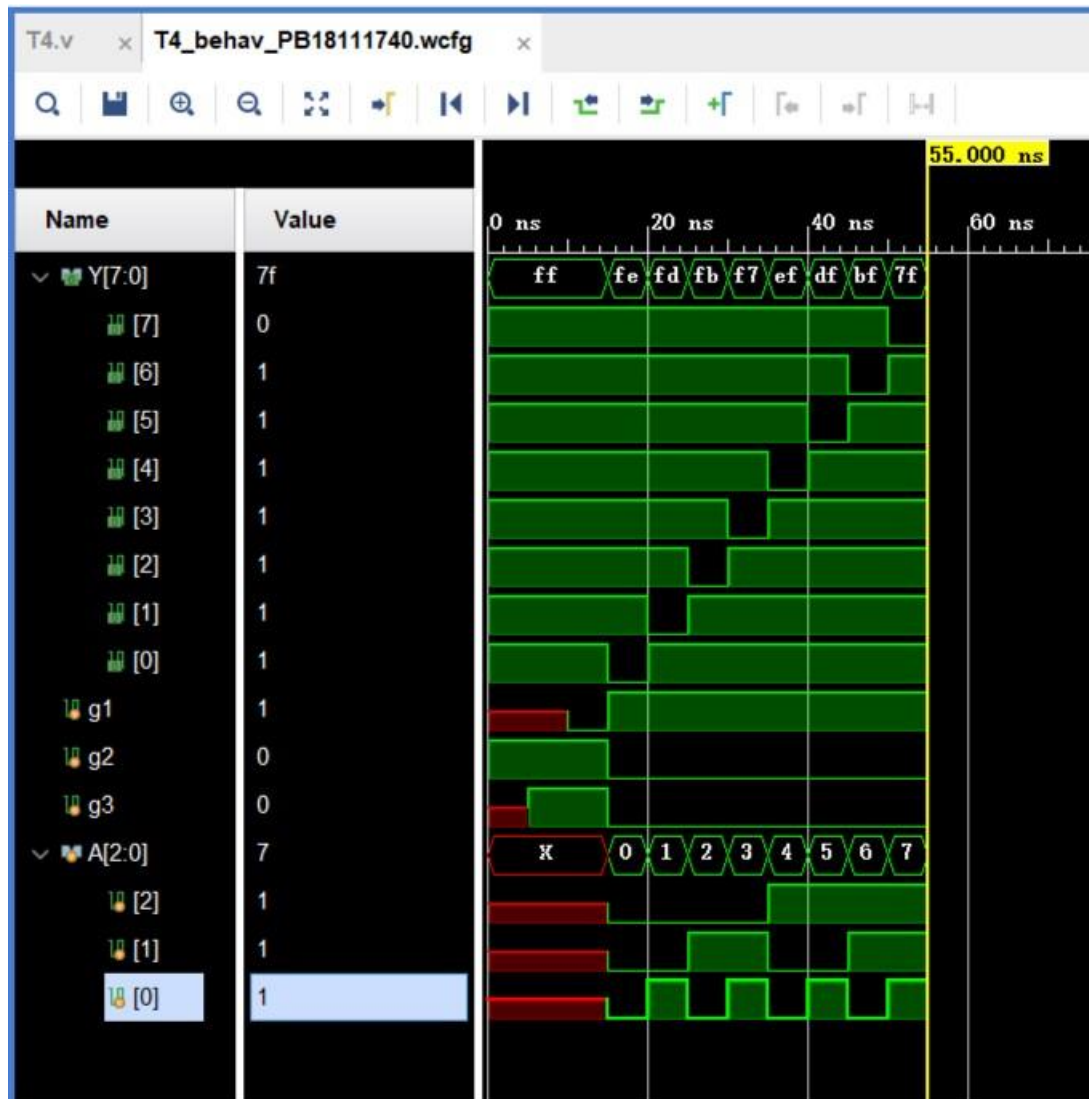 T4.v × T4_behav_PB18111740.wcfg ×
55.000 ns
Name Value 0 ns 20 ns 40 ns 60 ns
Y[7:0] 7f ff fe fd fb f7 ef df bf 7f
[7] 0
[6] 1
[5] 1
[4] 1
[3] 1
[2] 1
[1] 1
[0] 1
g1 1
g2 0
g3 0
A[2:0] 7 X 0 1 2 3 4 5 6 7
[2] 1
[1] 1
[0] 1